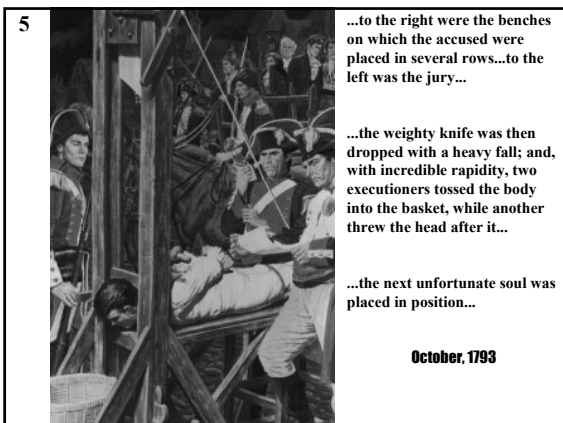 5
...to the right were the benches
on which the accused were
placed in several rows...to the
left was the jury...
...the weighty knife was then
dropped with a heavy fall; and,
with incredible rapidity, two
executioners tossed the body
into the basket, while another
threw the head after it...
...the next unfortunate soul was
placed in position...
October, 1793